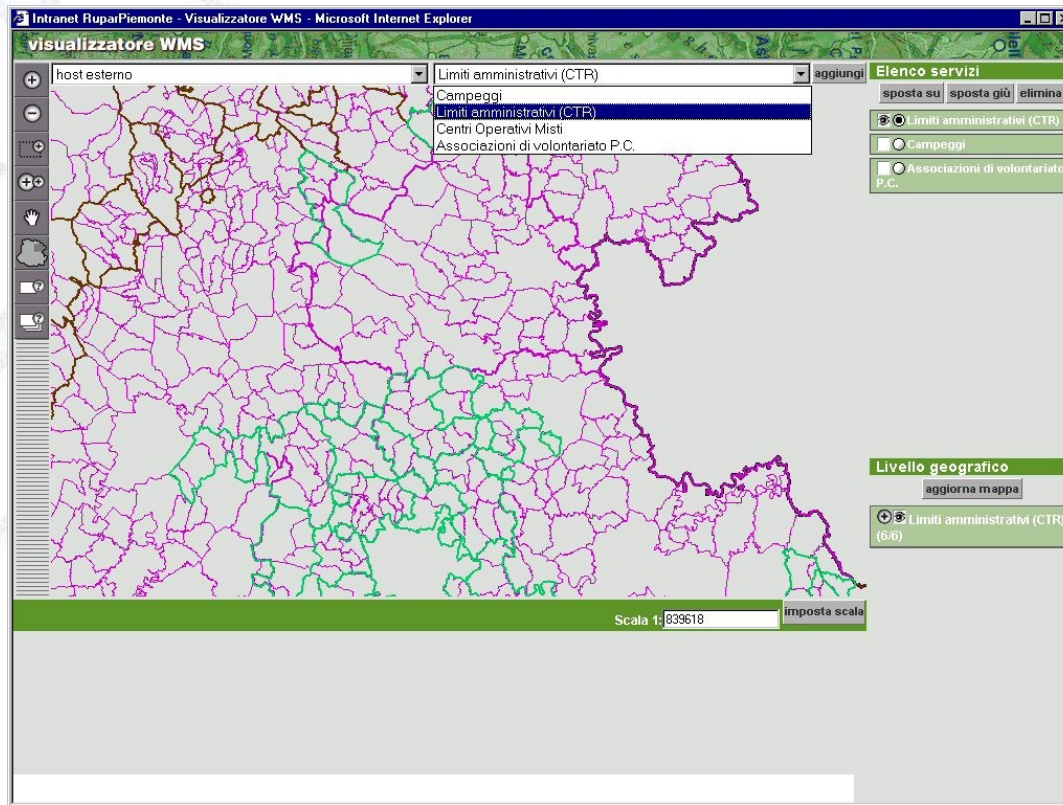 Intranet RuparPiemonte - Visualizzatore WMS - Microsoft Internet Explorer
visualizzatore WMS
host esterno
Limiti amministrativi (CTR)
aggiungi
Campeggi
Limiti amministrativi (CTR)
Centri Operativi Misti
Associazioni di volontariato P.C.
Elenco servizi
sposta su sposta giù elimina
Limiti amministrativi (CTR)
Campeggi
Associazioni di volontariato
P.C.
Livello geografico
aggiorna mappa
Limiti amministrativi (CTR)
(6/6)
Scala 1: 839618
imposta scala